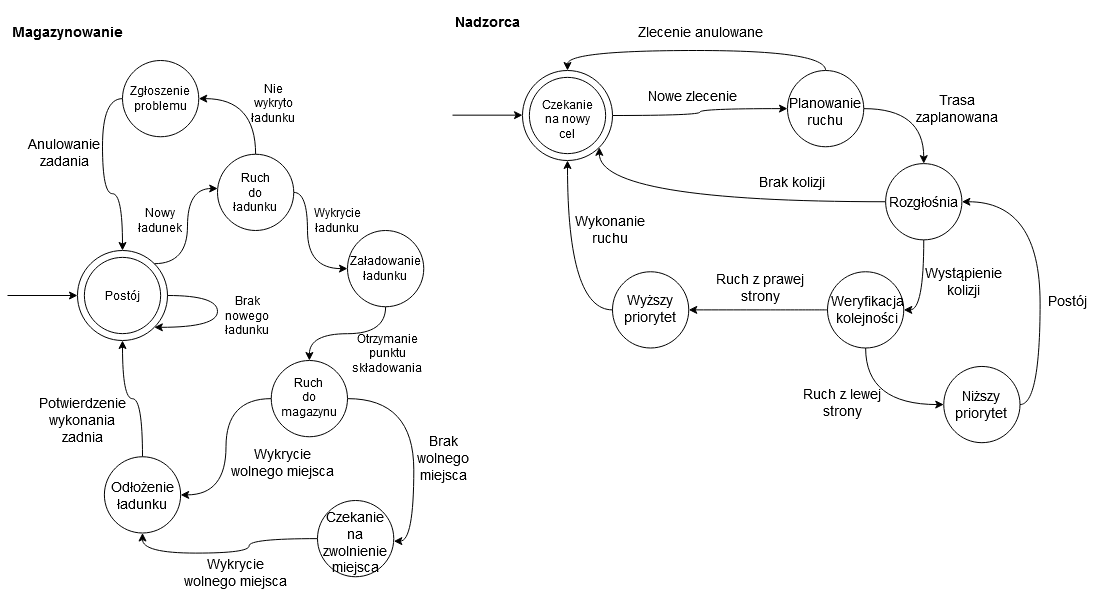 Magazynowanie
Zgłoszenie
problemu
Nie
wykryto
ładunku
Anulowanie
zadania
Ruch
do
ładunku
Nowy
ładunek
Wykrycie
ładunku
Załadowanie
ładunku
Postój
Brak
nowego
ładunku
Otrzymanie
punktu
składowania
Ruch
do
magazynu
Potwierdzenie
wykonania
zadnia
Wykrycie
wolnego miejsca
Brak
wolnego
miejsca
Odłożenie
ładunku
Czekanie
na
zwolnienie
miejsca
Wykrycie
wolnego miejsca
Nadzorca
Zlecenie anulowane
Czekanie
na nowy
cel
Nowe zlecenie
Planowanie
ruchu
Trasa
zaplanowana
Brak kolizji
Rozgłośnia
Wykonanie
ruchu
Wystąpienie
kolizji
Ruch z prawej
strony
Wyższy
priorytet
Weryfikacja
kolejności
Postój
Ruch z lewej
strony
Niższy
priorytet